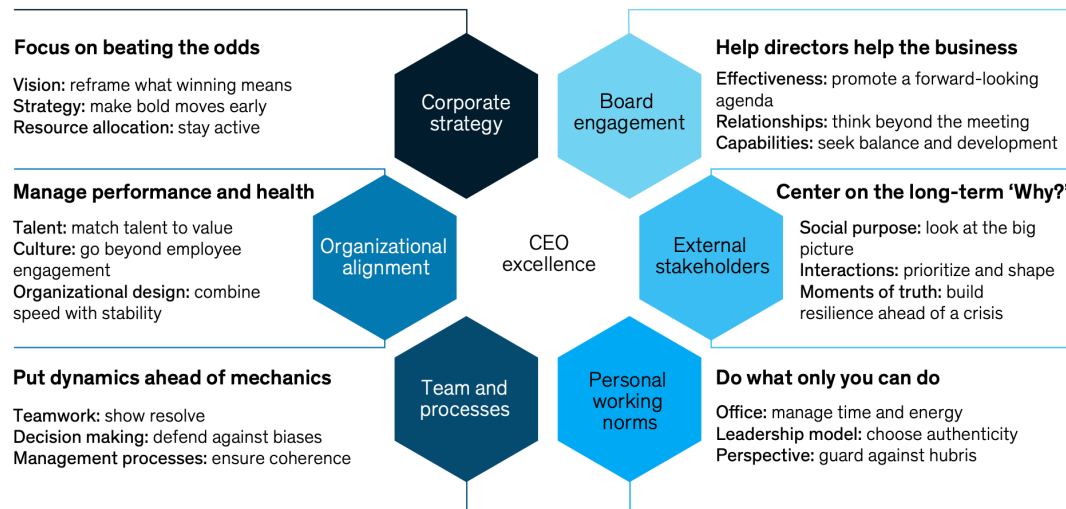 Focus on beating the odds
Vision: reframe what winning means
Strategy: make bold moves early
Resource allocation: stay active
Corporate
strategy
Board
engagement
Help directors help the business
Effectiveness: promote a forward-looking
agenda
Relationships: think beyond the meeting
Capabilities: seek balance and development
Manage performance and health
Talent: match talent to value
Culture: go beyond employee
engagement
Organizational design: combine
speed with stability
Organizational
alignment
CEO
excellence
External
stakeholders
Center on the long-term ‘Why?’
Social purpose: look at the big
picture
Interactions: prioritize and shape
Moments of truth: build
resilience ahead of a crisis
Put dynamics ahead of mechanics
Teamwork: show resolve
Decision making: defend against biases
Management processes: ensure coherence
Team and
processes
Personal
working
norms
Do what only you can do
Office: manage time and energy
Leadership model: choose authenticity
Perspective: guard against hubris